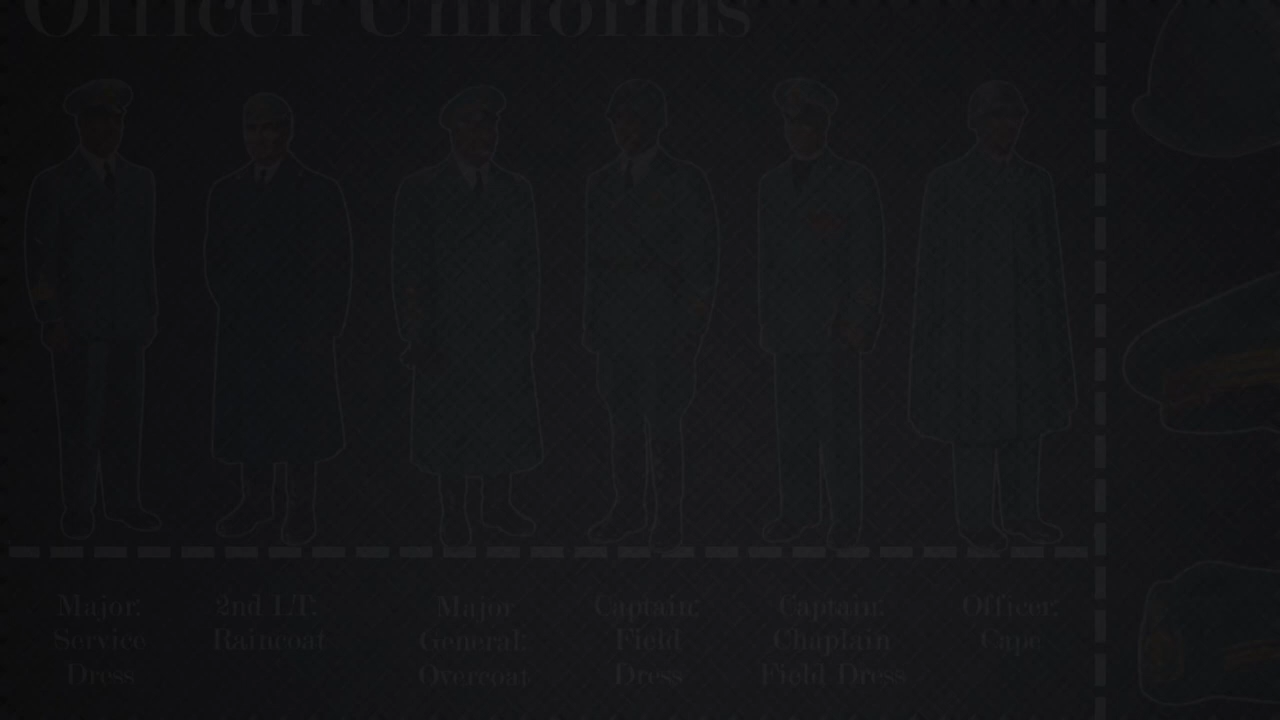 Officer Uniforms
Major:
Service
Dress
2nd LT:
Raincoat
Major
General:
Overcoat
Captain:
Field
Dress
Captain:
Chaplain
Field Dress
Officer:
Cape